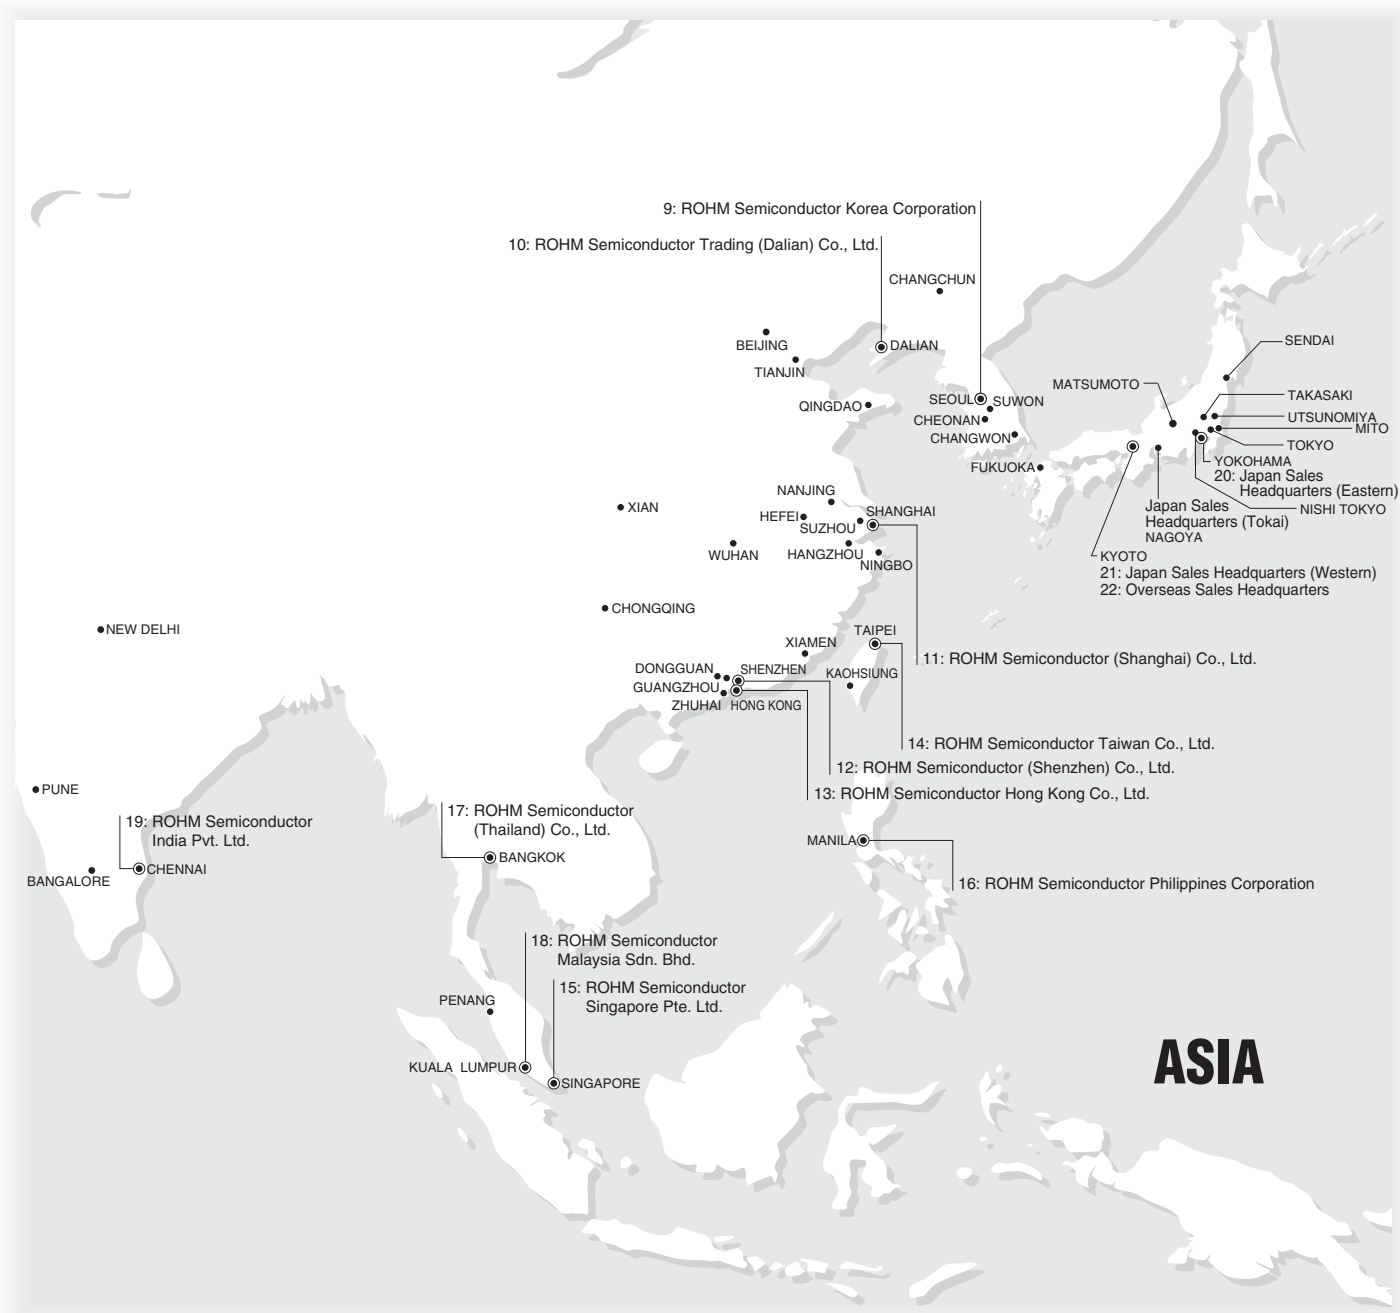 9: ROHM Semiconductor Korea Corporation
10: ROHM Semiconductor Trading (Dalian) Co., Ltd.
CHANGCHUN
BEIJING
DALIAN
TIANJIN
SENDAI
MATSUMOTO
TAKASAKI
SEOUL
SUWON
QINGDAO
UTSUNOMIYA
CHEONAN
MITO
CHANGWON
TOKYO
YOKOHAMA
20: Japan Sales
Headquarters (Eastern)
FUKUOKA
NANJING
XIAN
HEFEI
SHANGHAI
SUZHOU
Japan Sales
Headquarters (Tokai)
NAGOYA
NISHI TOKYO
WUHAN
HANGZHOU
NINGBO
KYOTO
21: Japan Sales Headquarters (Western)
22: Overseas Sales Headquarters
CHONGQING
NEW DELHI
TAIPEI
XIAMEN
11: ROHM Semiconductor (Shanghai) Co., Ltd.
DONGGUAN
SHENZHEN
KAOHSIUNG
GUANGZHOU
ZHUHAI
HONG KONG
14: ROHM Semiconductor Taiwan Co., Ltd.
12: ROHM Semiconductor (Shenzhen) Co., Ltd.
13: ROHM Semiconductor Hong Kong Co., Ltd.
PUNE
17: ROHM Semiconductor
(Thailand) Co., Ltd.
19: ROHM Semiconductor
India Pvt. Ltd.
MANILA
BANGKOK
CHENNAI
BANGALORE
16: ROHM Semiconductor Philippines Corporation
18: ROHM Semiconductor
Malaysia Sdn. Bhd.
15: ROHM Semiconductor
Singapore Pte. Ltd.
PENANG
ASIA
KUALA LUMPUR
SINGAPORE